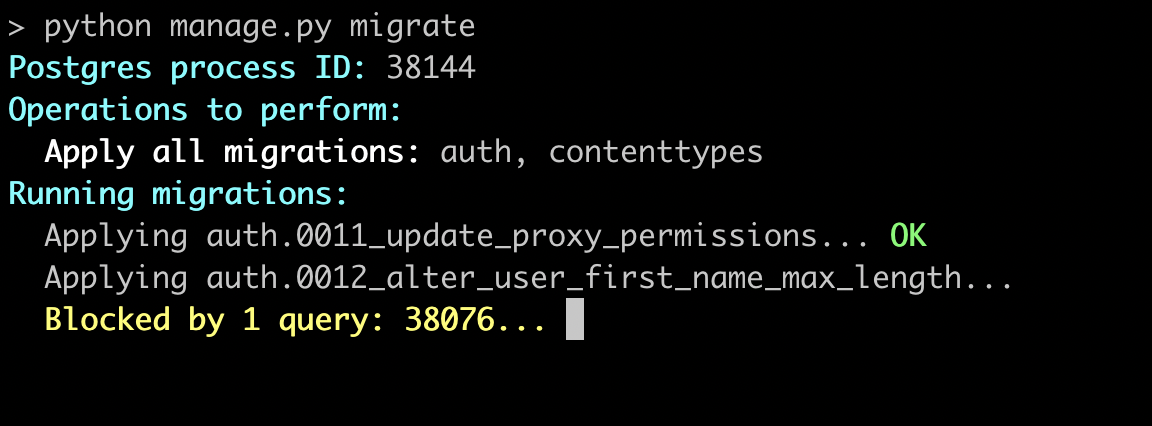 > python manage.py migrate
Postgres process ID: 38144
Operations to perform:
Apply all migrations: auth, contenttypes
Running migrations:
Applying auth.0011_update_proxy_permissions... OK
Applying auth.0012_alter_user_first_name_max_length...
Blocked by 1 query: 38076...